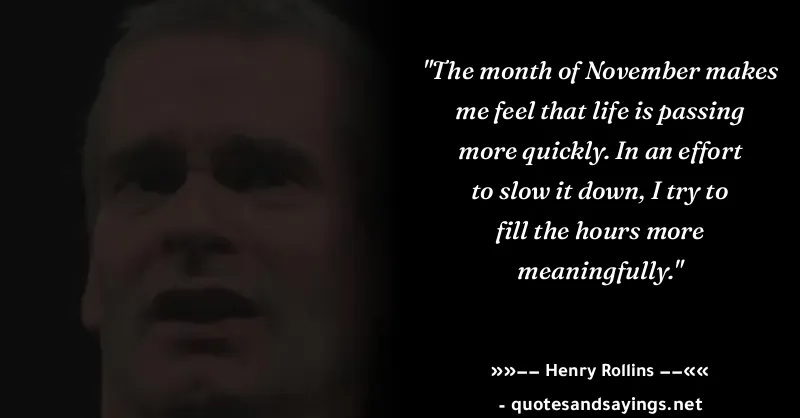 "The month of November makes
me feel that life is passing
more quickly. In an effort
to slow it down, I try to
fill the hours more
meaningfully."
»»–– Henry Rollins ––««
- quotesandsayings.net